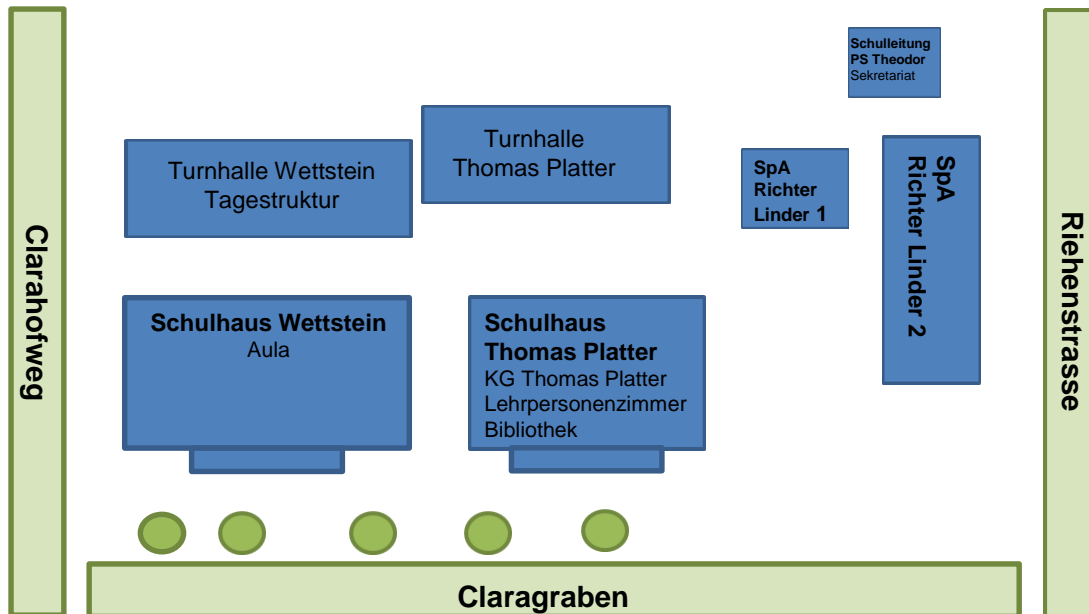 Schulleitung
PS Theodor
Sekretariat
Turnhalle
Thomas Platter
Turnhalle Wettstein
Tagestruktur
SpA
Richter
Linder 1
SpA
Richter Linder 2
Clarahofweg
Riehenstrasse
Schulhaus Wettstein
Aula
Schulhaus
Thomas Platter
KG Thomas Platter
Lehrpersonenzimmer
Bibliothek
Claragraben